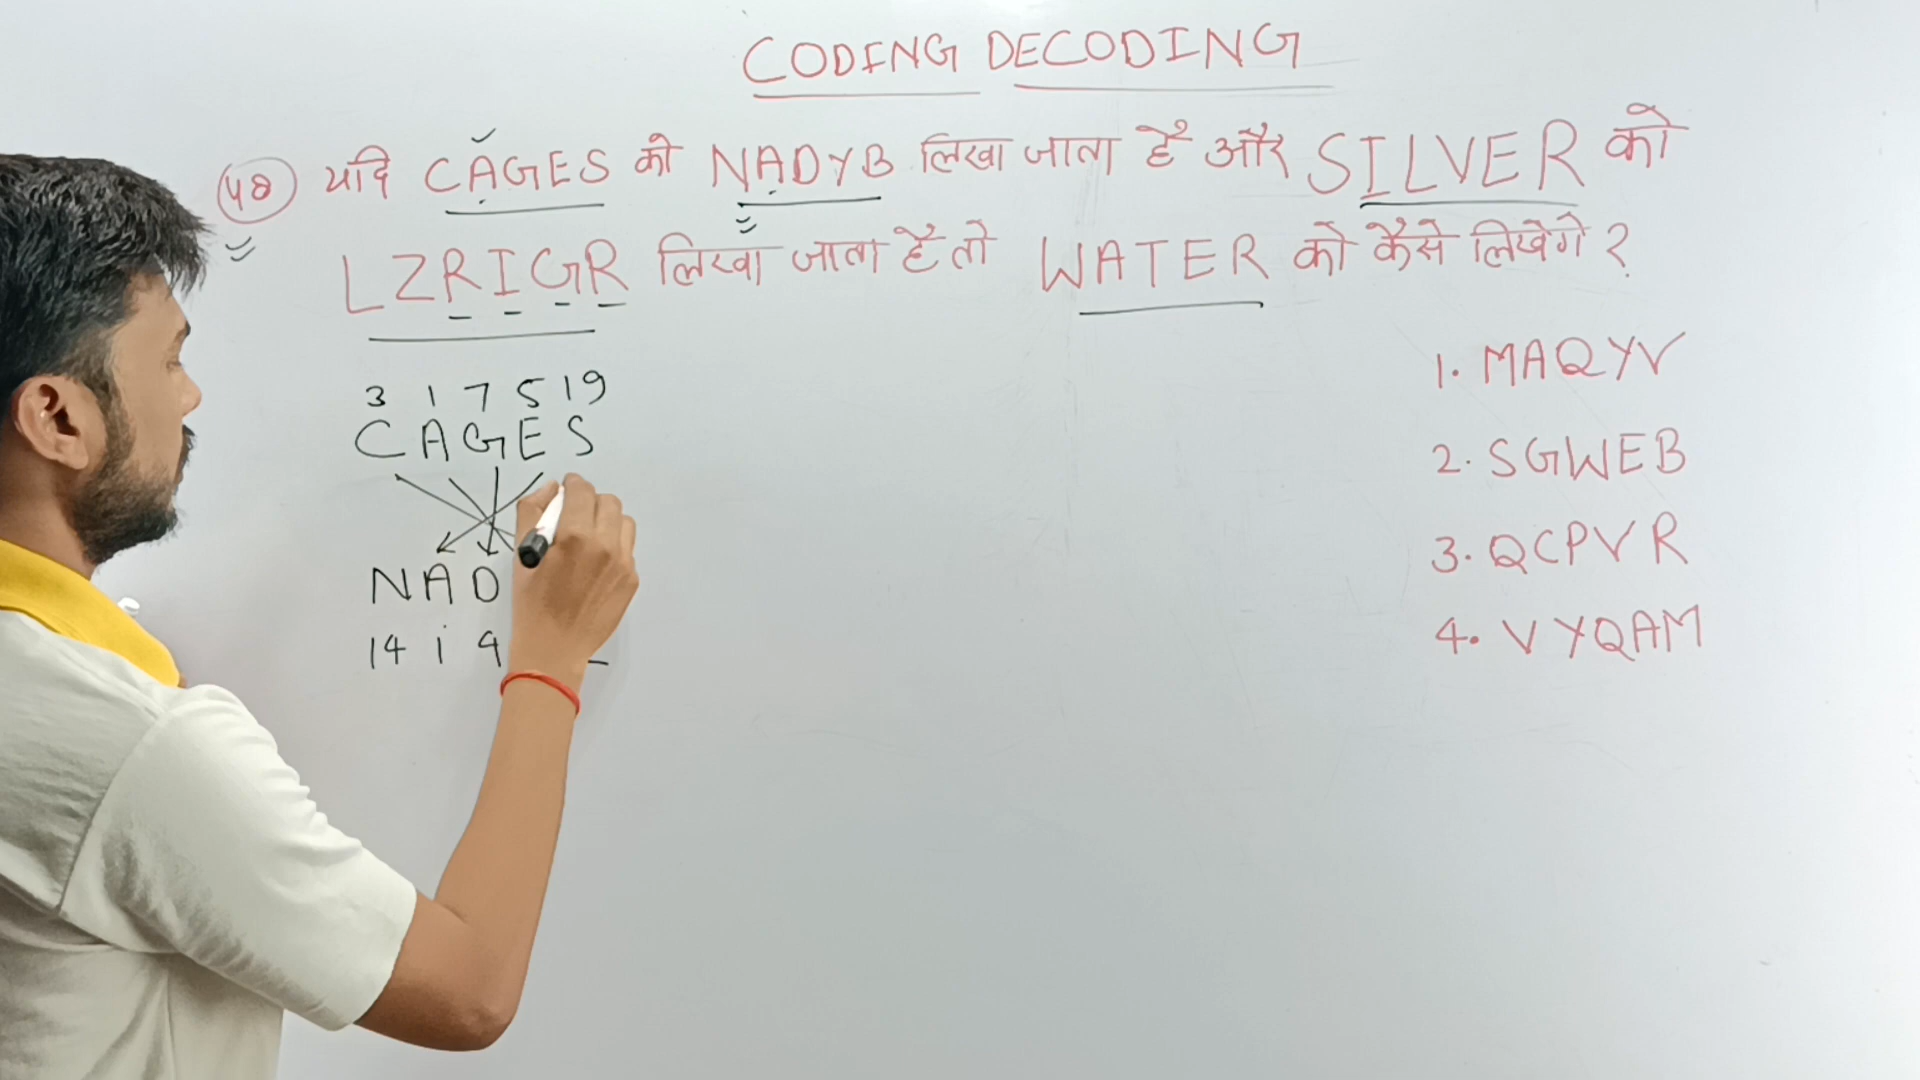 CODING DECODING
48 यदि CAGES को NADYB लिखा जाता है और SILVER को
LZRIGR लिखा जाता है तो WATER को कैसे लिखेंगे ?
1. MAQYV
2. SGWEB
3. QCPVR
4. VYQAM
3 1 7 5 19
CAGES
NAD
14 1 4